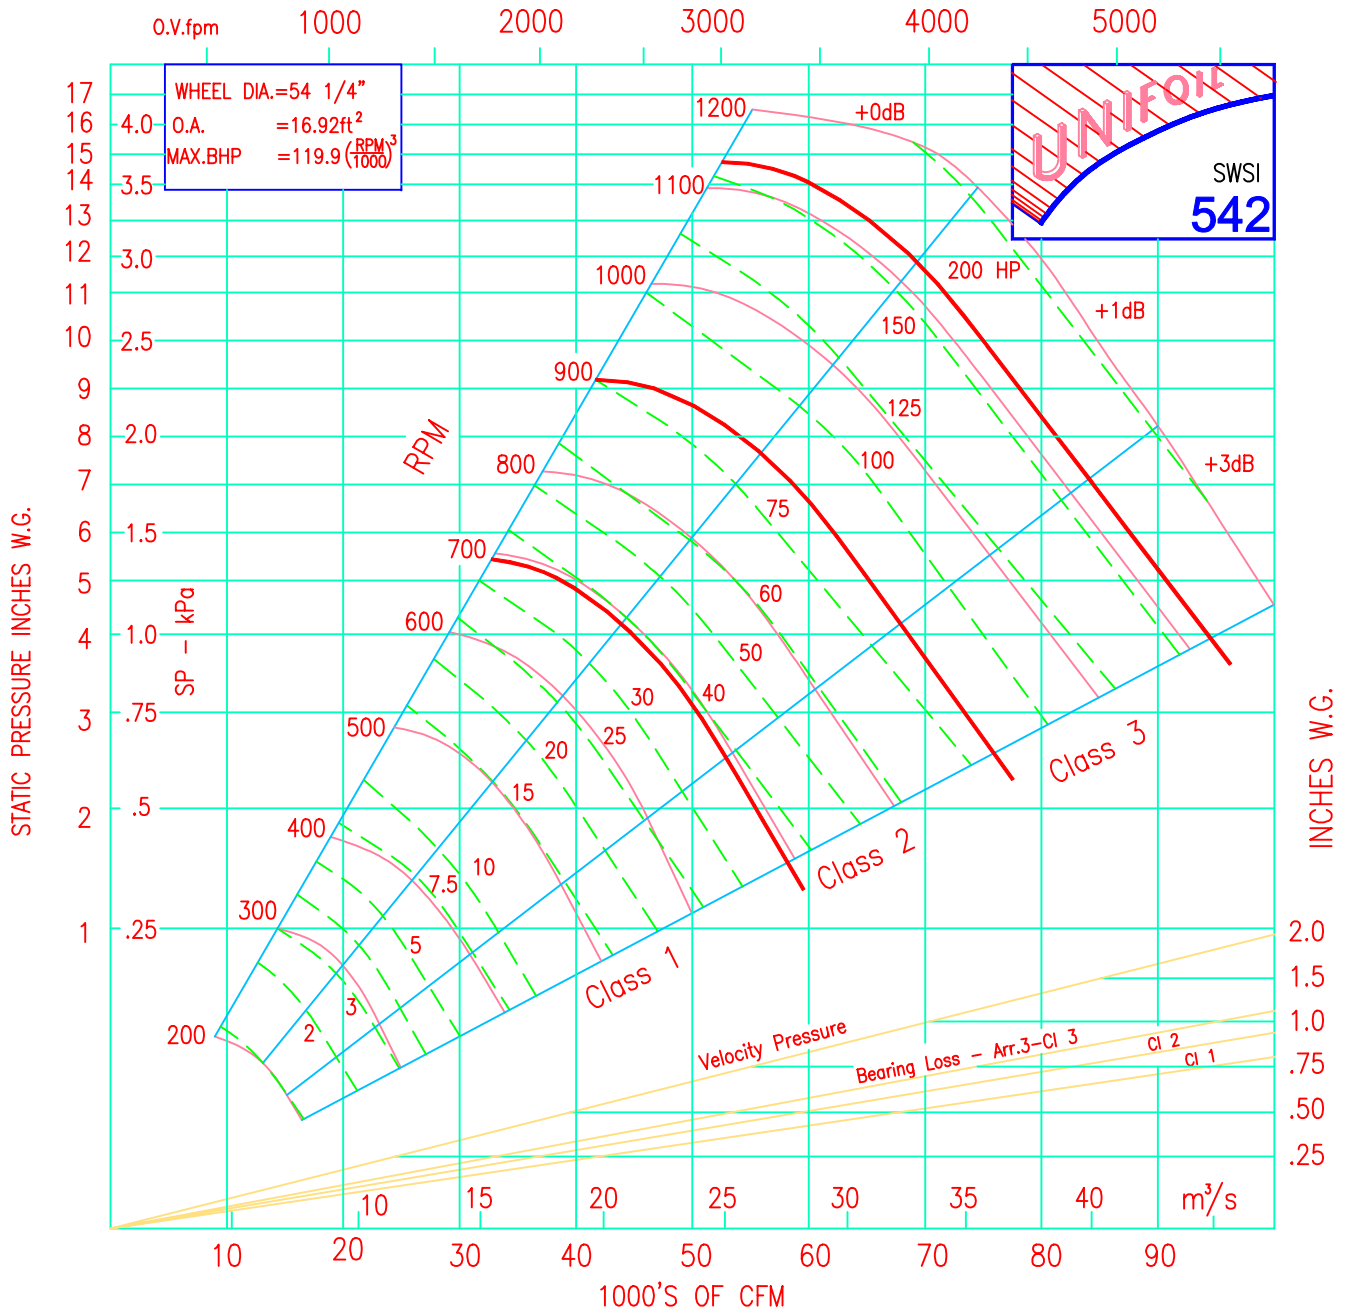 O.V.fpm 1000 2000 3000 4000 5000
WHEEL DIA.=54 1/4"
O.A. =16.92ft²
MAX.BHP =119.9(RPM/1000)³
UNIFOIL
SWSI
542
STATIC PRESSURE INCHES W.G.
17
16
15
14
13
12
11
10
9
8
7
6
5
4
3
2
1
SP – kPa
4.0
3.5
3.0
2.5
2.0
1.5
1.0
.75
.5
.25
RPM
1200
1100
1000
900
800
700
600
500
400
300
200
+0dB
+1dB
+3dB
200 HP
150
125
100
75
60
50
40
30
25
20
15
10
7.5
5
3
2
Class 3
Class 2
Class 1
Velocity Pressure
Bearing Loss – Arr.3–Cl 3
Cl 2
Cl 1
INCHES W.G.
2.0
1.5
1.0
.75
.50
.25
10 15 20 25 30 35 40 m³/s
10 20 30 40 50 60 70 80 90
1000'S OF CFM